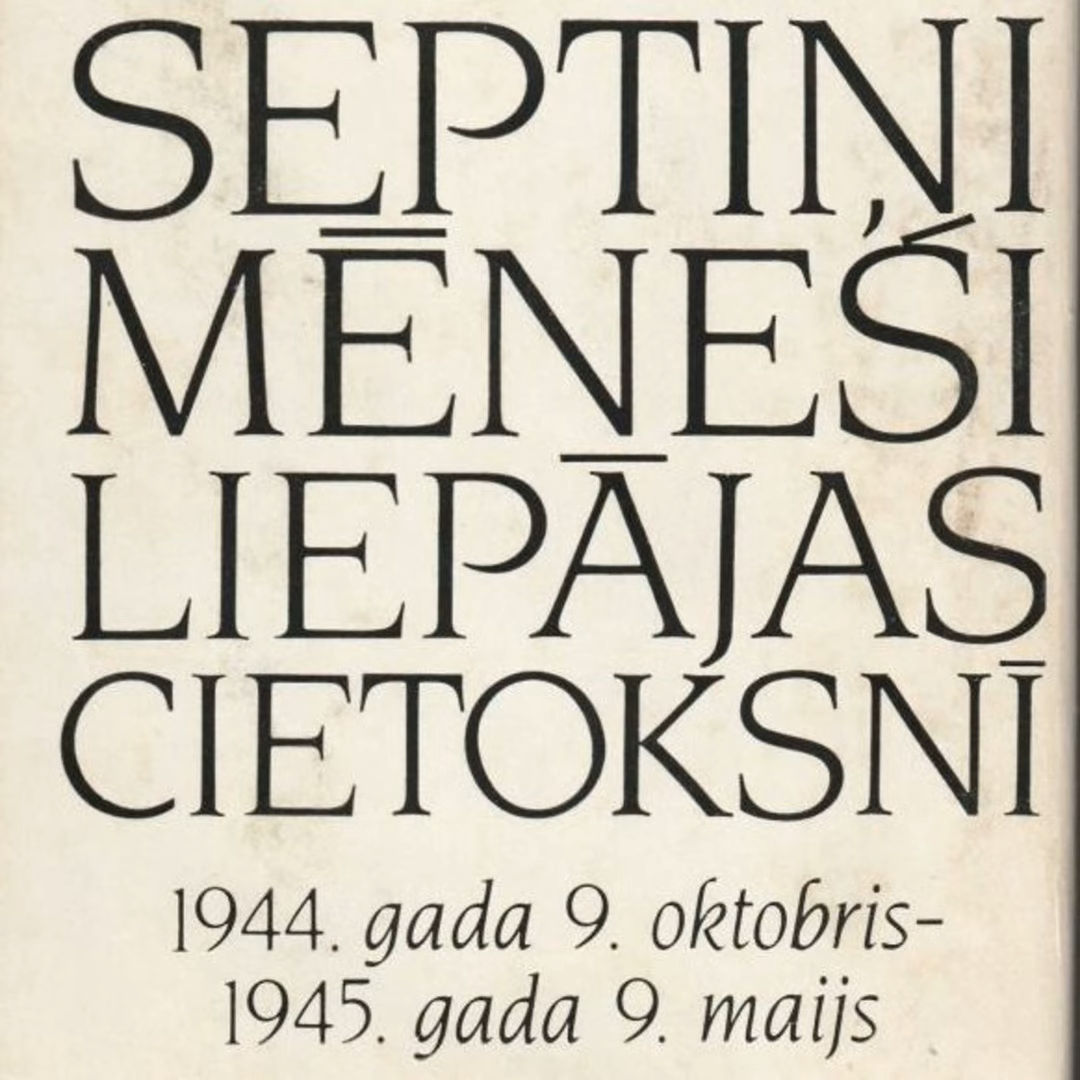 SEPTIŅI
MĒNEŠI
LIEPĀJAS
CIETOKSNĪ
1944. gada 9. oktobris-
1945. gada 9. maijs